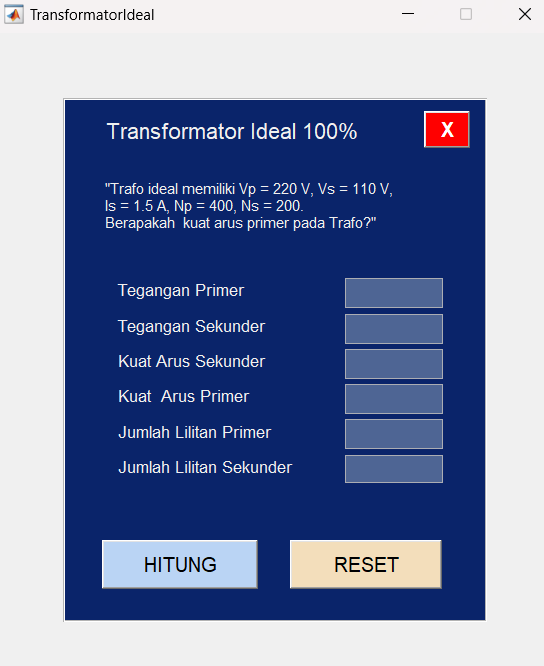 TransformatorIdeal
Transformator Ideal 100%
X
"Trafo ideal memiliki Vp = 220 V, Vs = 110 V,
Is = 1.5 A, Np = 400, Ns = 200.
Berapakah  kuat arus primer pada Trafo?"
Tegangan Primer
Tegangan Sekunder
Kuat Arus Sekunder
Kuat  Arus Primer
Jumlah Lilitan Primer
Jumlah Lilitan Sekunder
HITUNG
RESET